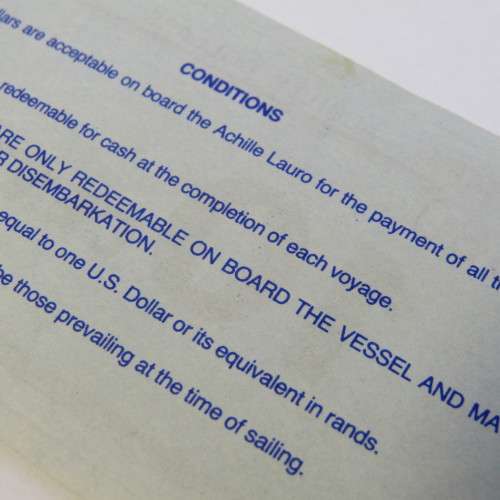 CONDITIONS
are acceptable on board the Achille Lauro for the payment of all
redeemable for cash at the completion of each voyage.
ARE ONLY REDEEMABLE ON BOARD THE VESSEL AND
DISEMBARKATION.
equal to one U.S. Dollar or its equivalent in rands.
be those prevailing at the time of sailing.